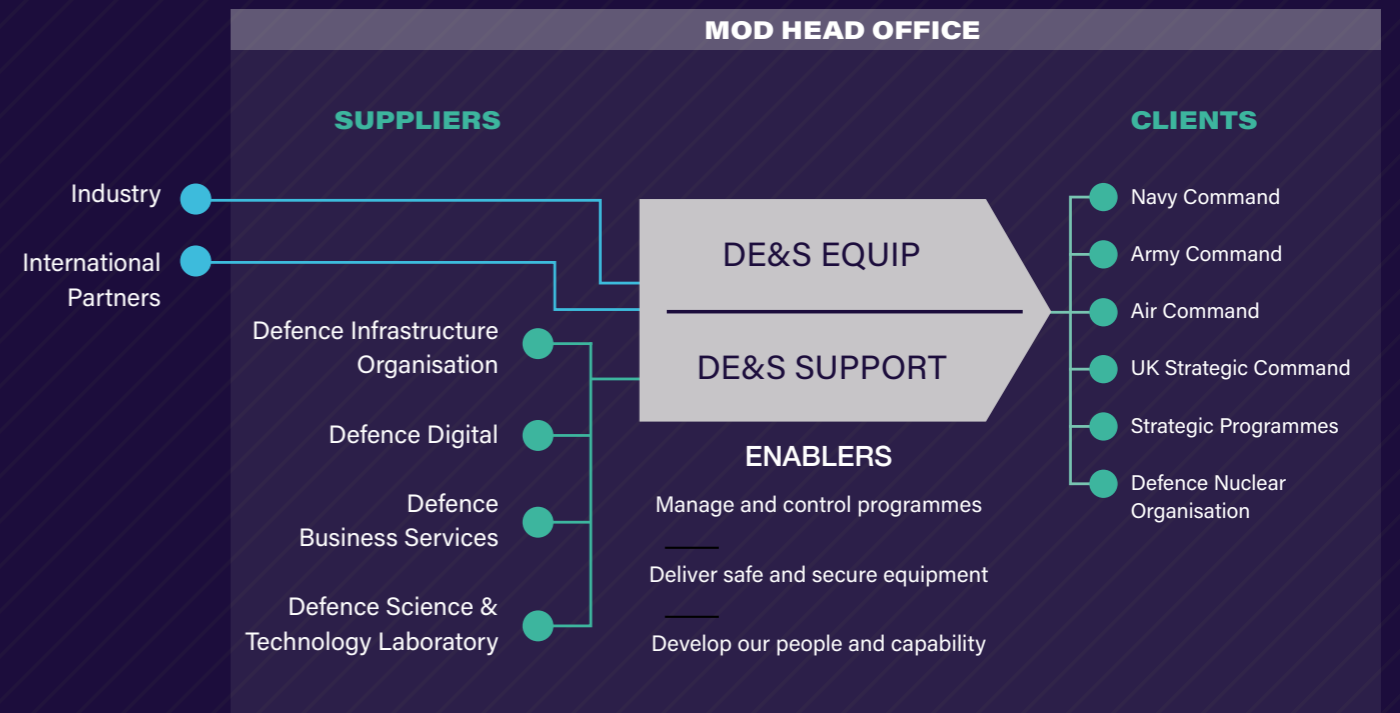 MOD HEAD OFFICE
SUPPLIERS
Industry
International
Partners
Defence Infrastructure
Organisation
Defence Digital
Defence
Business Services
Defence Science &
Technology Laboratory
DE&S EQUIP
DE&S SUPPORT
ENABLERS
Manage and control programmes
Deliver safe and secure equipment
Develop our people and capability
CLIENTS
Navy Command
Army Command
Air Command
UK Strategic Command
Strategic Programmes
Defence Nuclear
Organisation